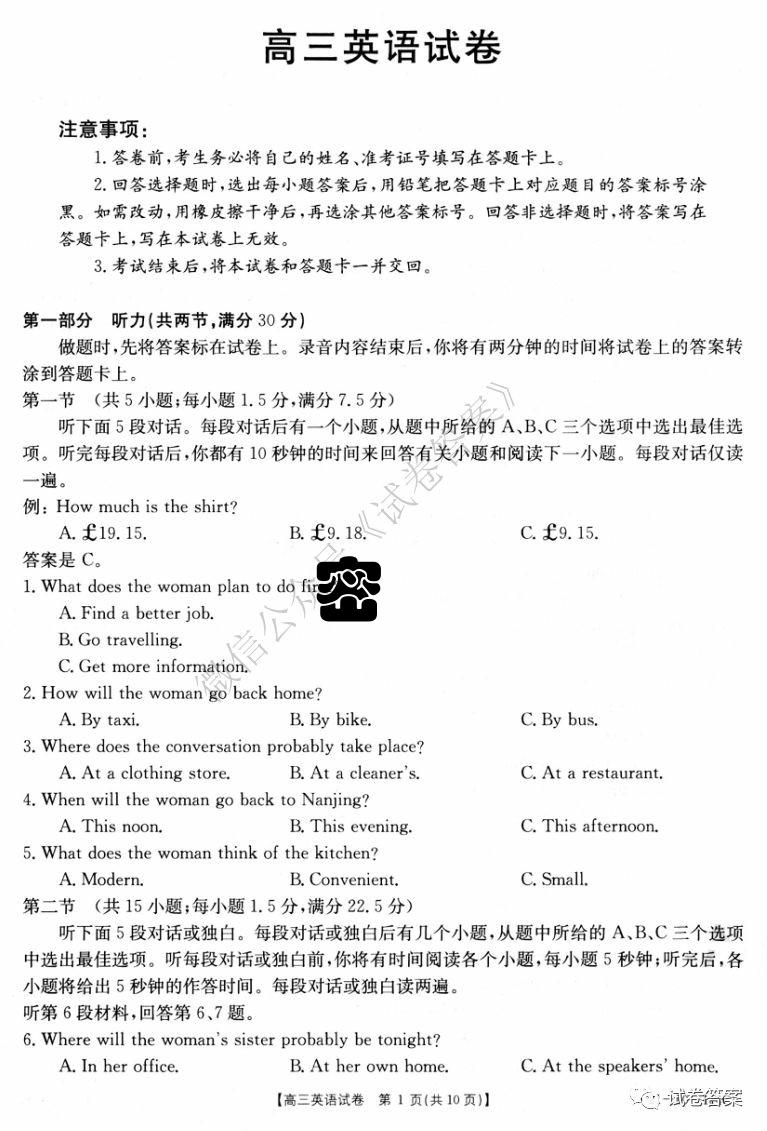 高三英语试卷
注意事项:
1.答卷前,考生务必将自己的姓名、准考证号填写在答题卡上。
2.回答选择题时,选出每小题答案后,用铅笔把答题卡上对应题目的答案标号涂
黑。如需改动,用橡皮擦干净后,再选涂其他答案标号。回答非选择题时,将答案写在
答题卡上,写在本试卷上无效。
3.考试结束后,将本试卷和答题卡一并交回。
第一部分 听力(共两节,满分30分)
做题时,先将答案标在试卷上。录音内容结束后,你将有两分钟的时间将试卷上的答案转
涂到答题卡上。
第一节 (共5小题;每小题1.5分,满分7.5分)
听下面5段对话。每段对话后有一个小题,从题中所给的A、B、C三个选项中选出最佳选
项。听完每段对话后,你都有10秒钟的时间来回答有关小题和阅读下一小题。每段对话仅读
一遍。
例: How much is the shirt?
A. £19.15. B. £9.18. C. £9.15.
答案是C。
1. What does the woman plan to do
A. Find a better job.
B. Go travelling.
C. Get more information.
2. How will the woman go back home?
A. By taxi. B. By bike. C. By bus.
3. Where does the conversation probably take place?
A. At a clothing store. B. At a cleaner's. C. At a restaurant.
4. When will the woman go back to Nanjing?
A. This noon. B. This evening. C. This afternoon.
5. What does the woman think of the kitchen?
A. Modern. B. Convenient. C. Small.
第二节 (共15小题;每小题1.5分,满分22.5分)
听下面5段对话或独白。每段对话或独白后有几个小题,从题中所给的A、B、C三个选项
中选出最佳选项。听每段对话或独白前,你将有时间阅读各个小题,每小题5秒钟;听完后,各
小题将给出5秒钟的作答时间。每段对话或独白读两遍。
听第6段材料,回答第6、7题。
6. Where will the woman's sister probably be tonight?
A. In her office. B. At her own home. C. At the speakers' home.
【高三英语试卷 第1页(共10页)】
微信公众号《试卷答案》
试卷答案